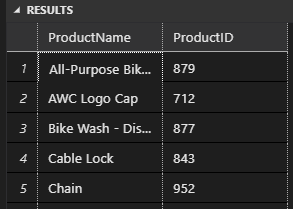 RESULTS
ProductName ProductID
1 All-Purpose Bik... 879
2 AWC Logo Cap 712
3 Bike Wash - Dis... 877
4 Cable Lock 843
5 Chain 952